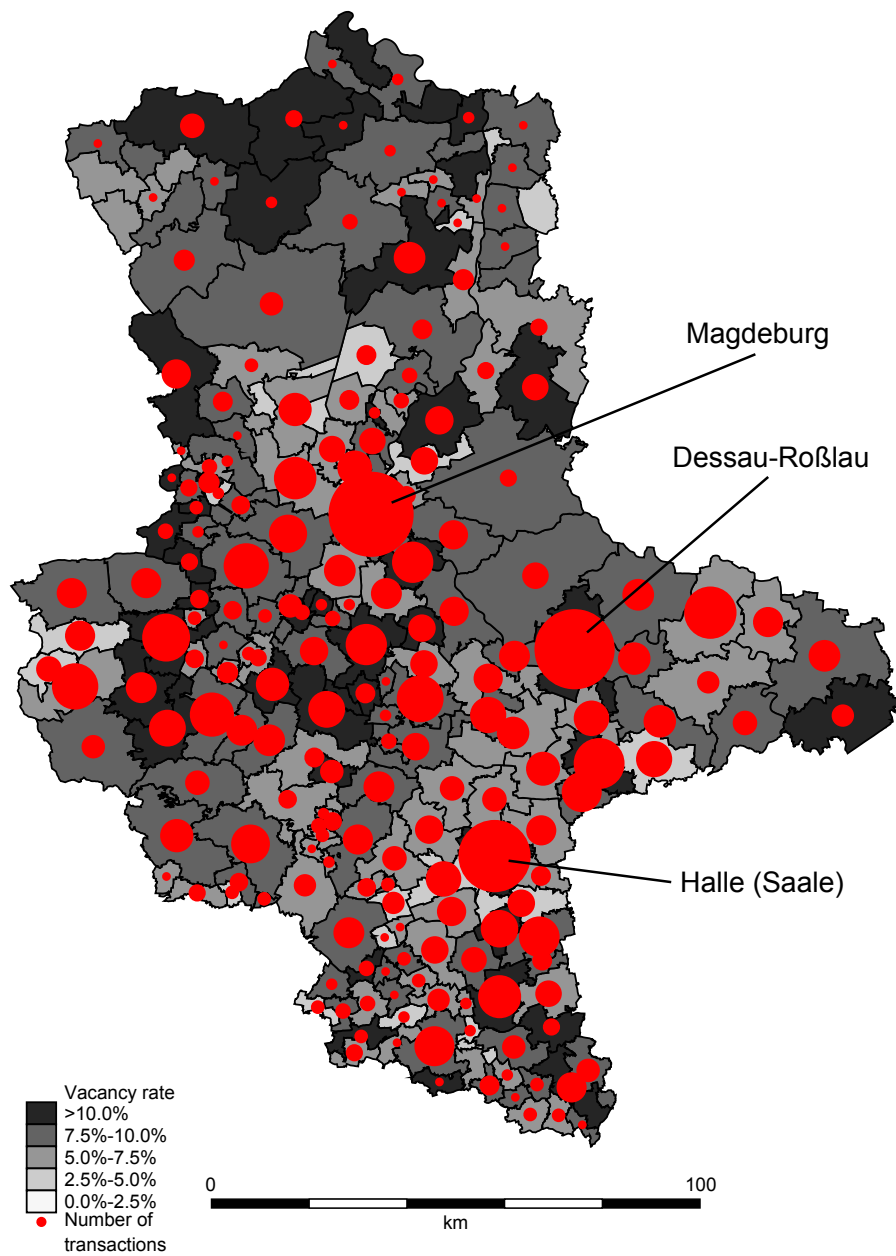 Magdeburg
Dessau-Roßlau
Halle (Saale)
Vacancy rate
>10.0%
7.5%-10.0%
5.0%-7.5%
2.5%-5.0%
0.0%-2.5%
Number of
transactions
0
100
km